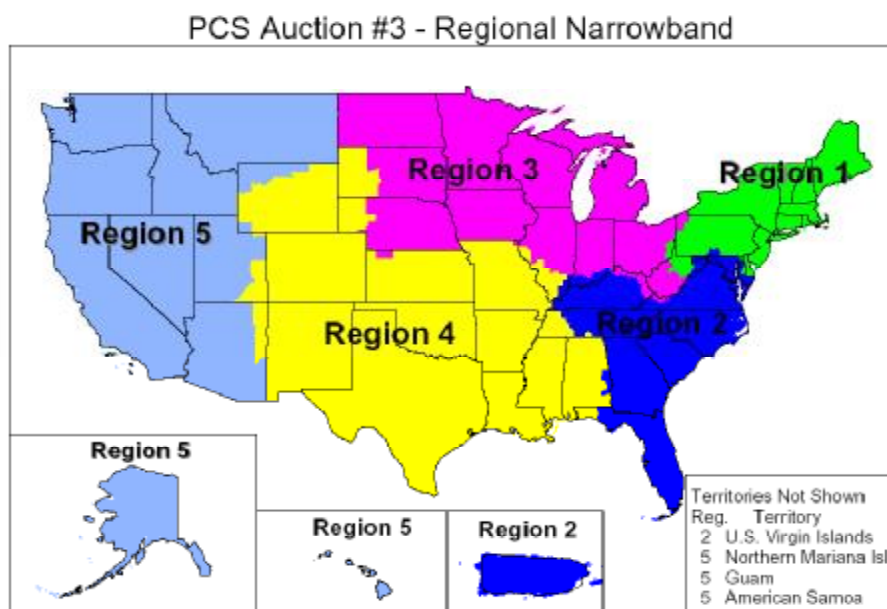 PCS Auction #3 - Regional Narrowband
Region 1
Region 3
Region 5
Region 2
Region 4
Region 5
Region 5
Region 2
Territories Not Shown
Reg. Territory
2 U.S. Virgin Islands
5 Northern Mariana Isl
5 Guam
5 American Samoa